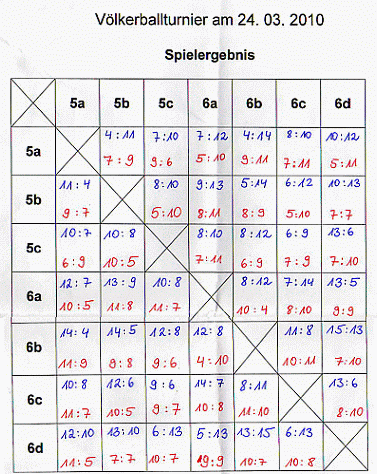 Völkerballturnier am 24. 03. 2010
Spielergebnis
5a 5b 5c 6a 6b 6c 6d
4:11 7:10 7:12 4:14 8:10 10:12
5a
7:9 9:6 5:10 9:11 7:11 5:11
11:4 8:10 9:13 5:14 6:12 10:13
5b
9:7 5:10 8:11 8:9 5:10 7:7
10:7 10:8 8:10 8:12 6:9 13:6
5c
6:9 10:5 7:11 6:9 7:9 7:10
12:7 13:9 10:8 8:12 7:14 13:5
6a
10:5 11:8 11:7 10:4 8:10 9:9
14:4 14:5 12:8 12:8 11:8 15:13
6b
11:9 9:8 9:6 4:10 10:11 7:10
10:8 12:6 9:6 14:7 8:11 13:6
6c
11:7 10:5 9:7 10:8 11:10 8:10
12:10 13:10 6:13 5:13 13:15 6:13
6d
11:5 7:7 10:7 9:9 10:7 10:8